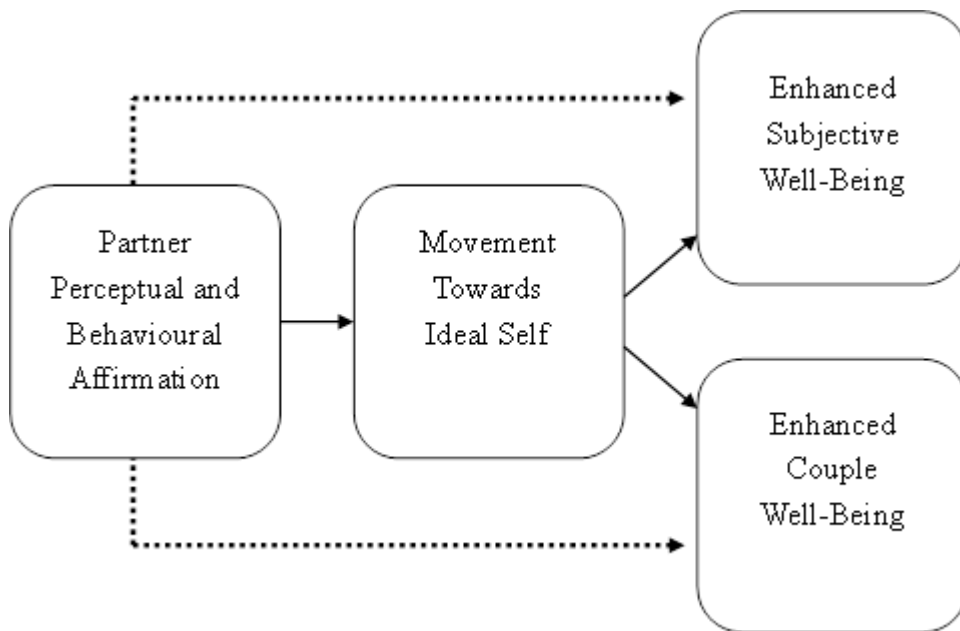 Partner
Perceptual and
Behavioural
Affirmation
Movement
Towards
Ideal Self
Enhanced
Subjective
Well-Being
Enhanced
Couple
Well-Being